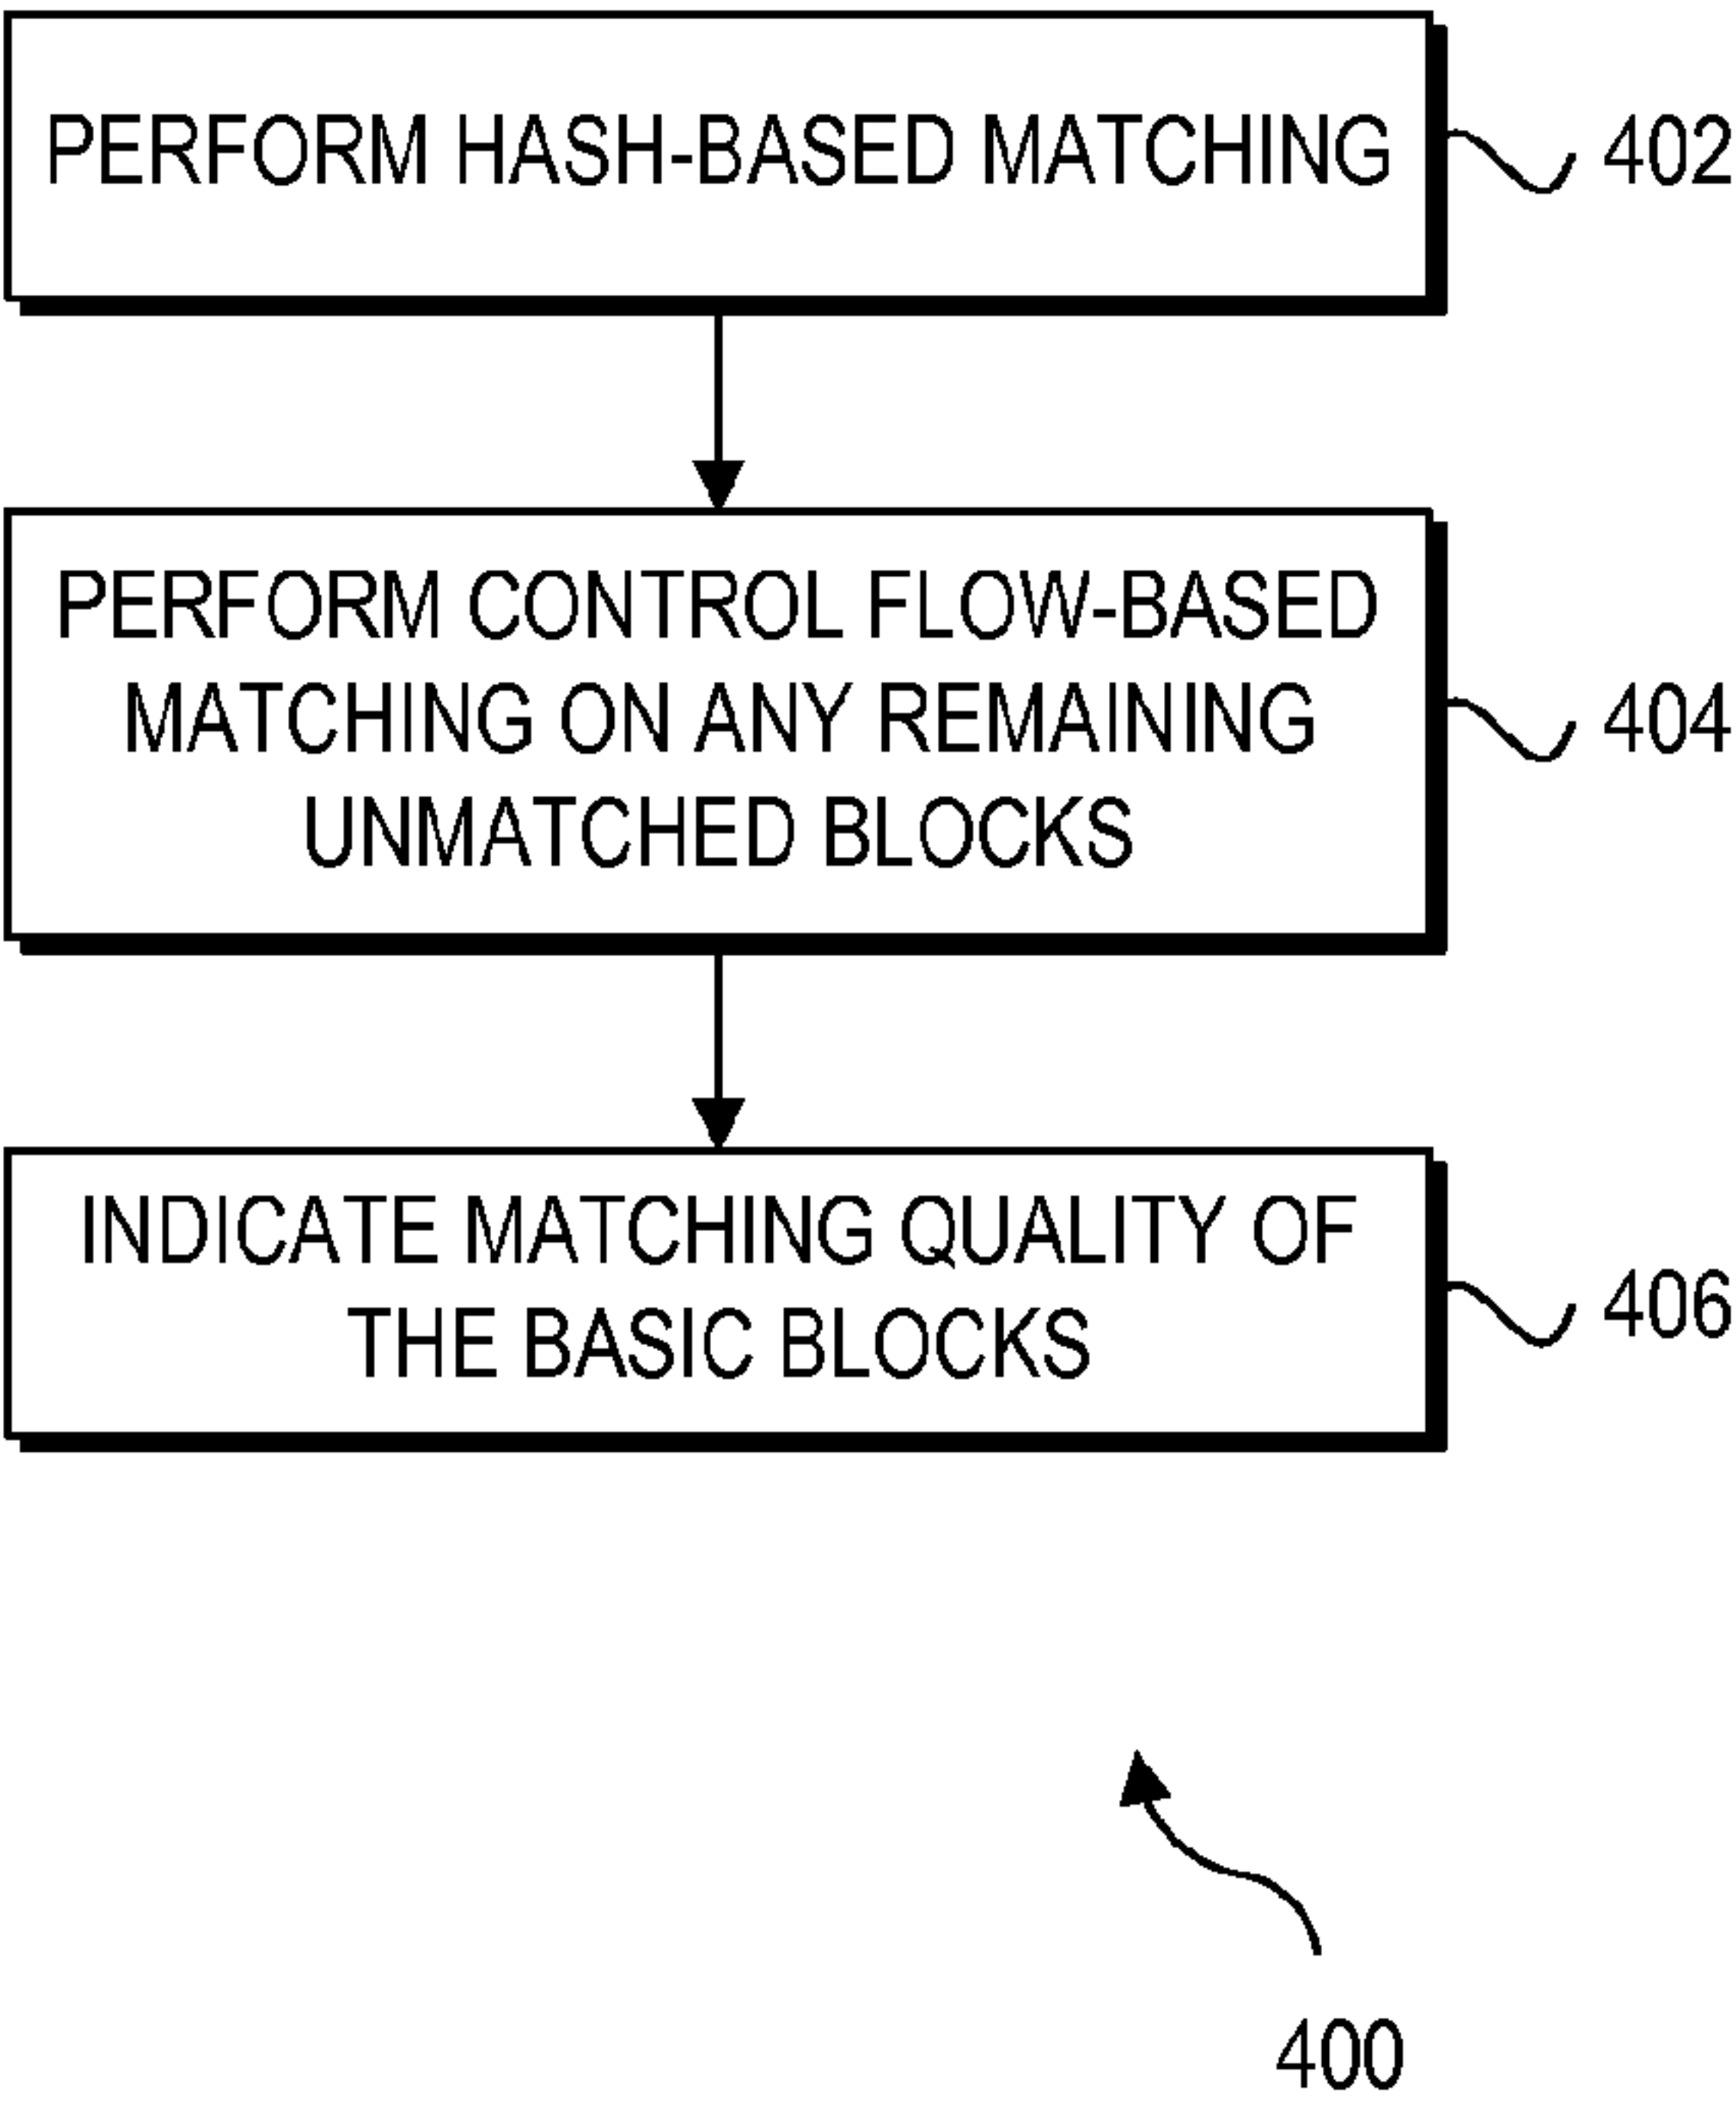 PERFORM HASH-BASED MATCHING
402
PERFORM CONTROL FLOW-BASED
MATCHING ON ANY REMAINING
404
UNMATCHED BLOCKS
INDICATE MATCHING QUALITY OF
406
THE BASIC BLOCKS
400